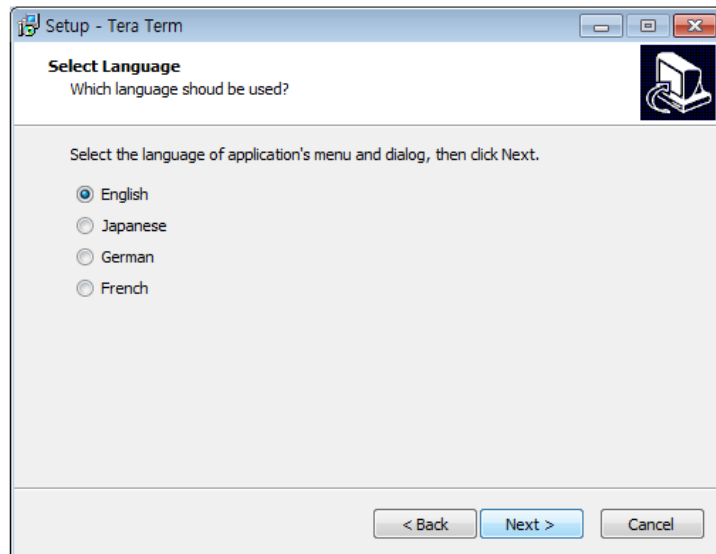 Setup - Tera Term
Select Language
Which language shoud be used?
Select the language of application's menu and dialog, then click Next.
English
Japanese
German
French
< Back
Next >
Cancel